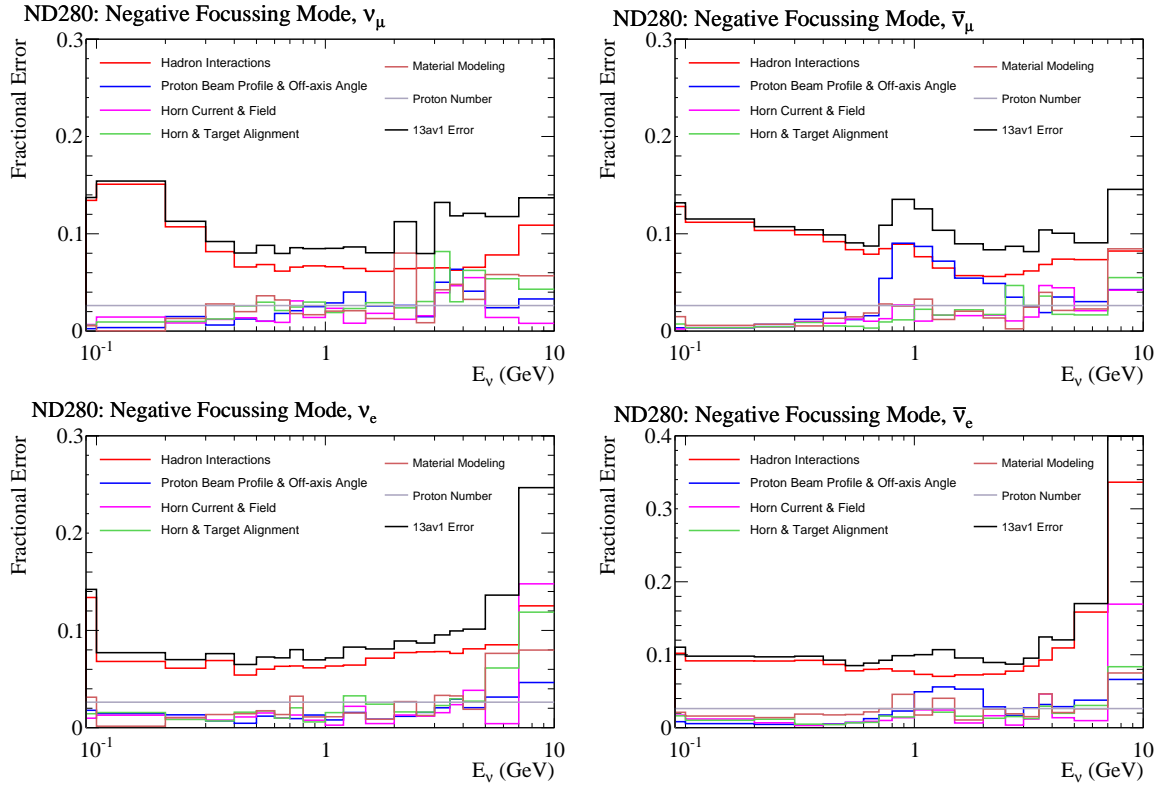 ND280: Negative Focussing Mode, ν_μ
Fractional Error
0.3
0.2
0.1
0
Hadron Interactions
Proton Beam Profile & Off-axis Angle
Horn Current & Field
Horn & Target Alignment
Material Modeling
Proton Number
13av1 Error
10⁻¹ 1 10
E_ν (GeV)
ND280: Negative Focussing Mode, ν̅_μ
Fractional Error
0.3
0.2
0.1
0
Hadron Interactions
Proton Beam Profile & Off-axis Angle
Horn Current & Field
Horn & Target Alignment
Material Modeling
Proton Number
13av1 Error
10⁻¹ 1 10
E_ν (GeV)
ND280: Negative Focussing Mode, ν_e
Fractional Error
0.3
0.2
0.1
0
Hadron Interactions
Proton Beam Profile & Off-axis Angle
Horn Current & Field
Horn & Target Alignment
Material Modeling
Proton Number
13av1 Error
10⁻¹ 1 10
E_ν (GeV)
ND280: Negative Focussing Mode, ν̅_e
Fractional Error
0.4
0.3
0.2
0.1
0
Hadron Interactions
Proton Beam Profile & Off-axis Angle
Horn Current & Field
Horn & Target Alignment
Material Modeling
Proton Number
13av1 Error
10⁻¹ 1 10
E_ν (GeV)